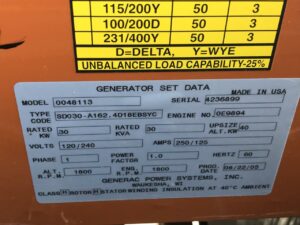 115/200Y 50 3
100/200D 50 3
231/400Y 50 3
D=DELTA, Y=WYE
UNBALANCED LOAD CAPABILITY-25%
GENERATOR SET DATA
MADE IN USA
MODEL 0048113 SERIAL 4236899
TYPE CODE SD030-A162.4D18EBSYC ENGINE NO. 0E9894
RATED KW 30 RATED KVA 30 UPSIZE ALT.KW 40
VOLTS 120/240 AMPS 250/125
PHASE 1 POWER FACTOR 1.0 HERTZ 60
ALT. R.P.M. 1800 ENG. R.P.M. 1800 PROD. DATE 06/22/05
GENERAC POWER SYSTEMS, INC.
WAUKESHA, WI
CLASS H ROTOR H STATOR WINDING INSULATION AT 40°C AMBIENT